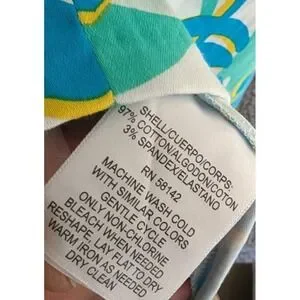 SHELL/CUERPO/CORPS-
97% COTTON/ALGODON/COTON
3% SPANDEX/ELASTANO
RN 58142
MACHINE WASH COLD
WITH SIMILAR COLORS
GENTLE CYCLE
ONLY NON-CHLORINE
BLEACH WHEN NEEDED
RESHAPE, LAY FLAT TO DRY
WARM IRON AS NEEDED
DRY CLEAN